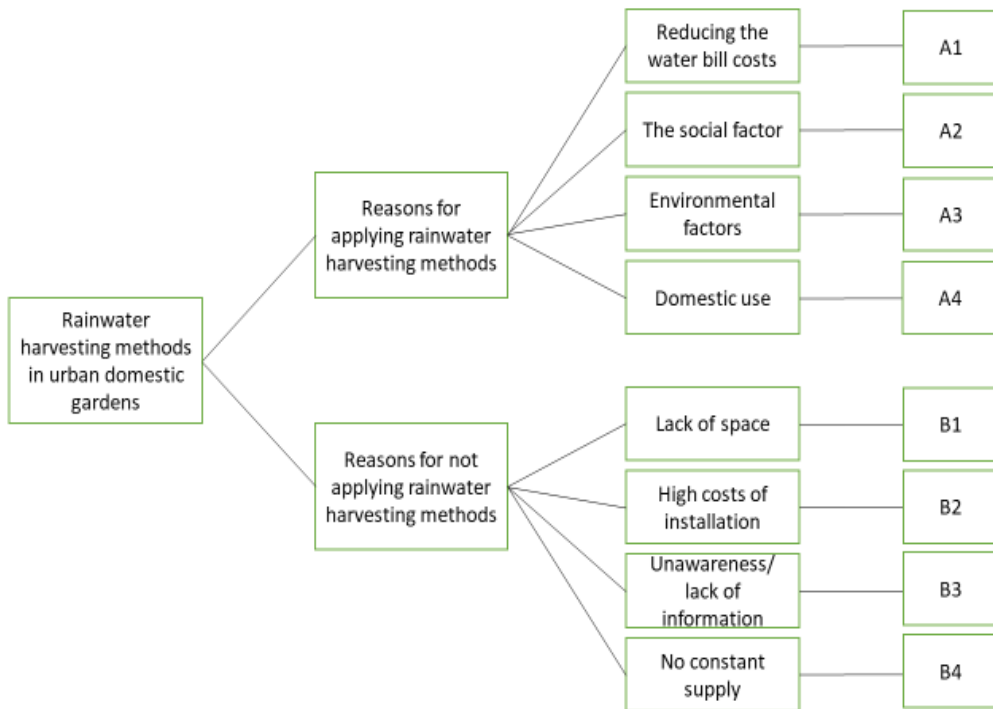 Rainwater
harvesting methods
in urban domestic
gardens
Reasons for
applying rainwater
harvesting methods
Reducing the
water bill costs
A1
The social factor
A2
Environmental
factors
A3
Domestic use
A4
Reasons for not
applying rainwater
harvesting methods
Lack of space
B1
High costs of
installation
B2
Unawareness/
lack of
information
B3
No constant
supply
B4